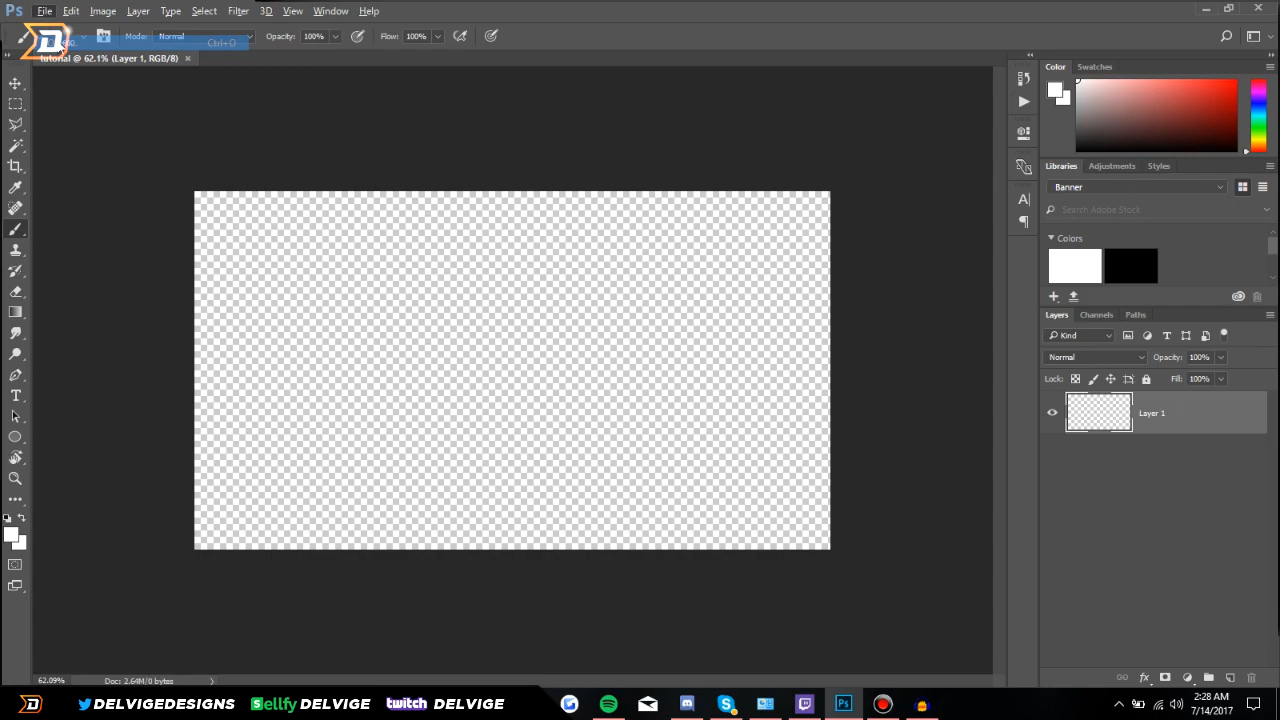 Ps File Edit Image Layer Type Select Filter 3D View Window Help
D Ctrl+O Mode: Normal Opacity: 100% Flow: 100%
tutorial @ 62.1% (Layer 1, RGB/8)
Color Swatches
Libraries Adjustments Styles
Banner
Search Adobe Stock
Colors
Layers Channels Paths
Kind
Normal Opacity: 100%
Lock: Fill: 100%
Layer 1
62.09% Doc: 2.64M/0 bytes
D DELVIGEDESIGNS Sellfy DELVIGE twitch DELVIGE Ps 2:28 AM
7/14/2017